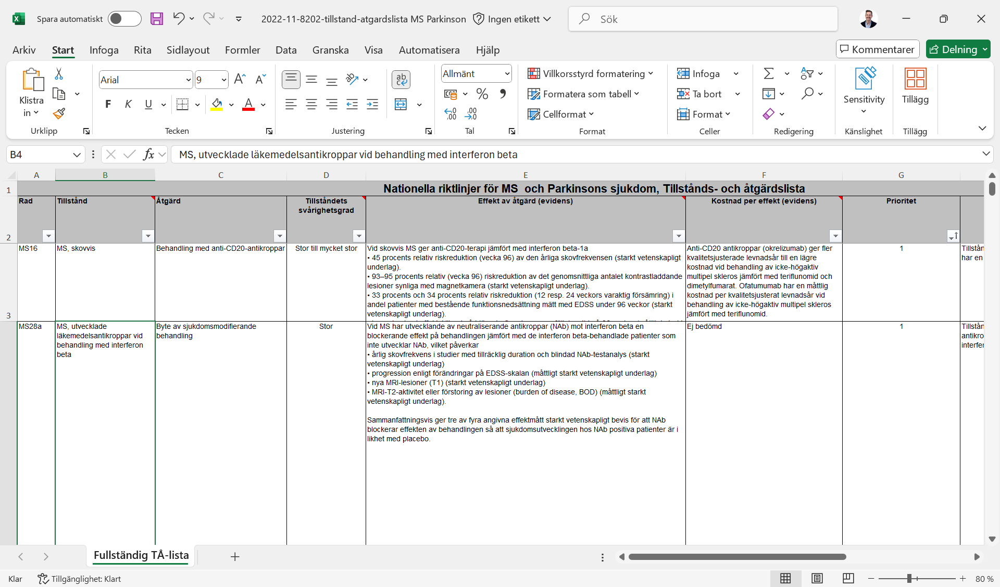 Spara automatiskt
2022-11-8202-tillstand-atgardslista MS Parkinson
Ingen etikett
Sök
Arkiv
Start
Infoga
Rita
Sidlayout
Formler
Data
Granska
Visa
Automatisera
Hjälp
Kommentarer
Delning
Klistra
in
Urklipp
Arial
9
F K U
Tecken
Justering
Allmänt
Tal
Villkorsstyrd formatering
Formatera som tabell
Cellformat
Format
Infoga
Ta bort
Format
Celler
Redigering
Sensitivity
Känslighet
Tillägg
Tillägg
B4
fx
MS, utvecklade läkemedelsantikroppar vid behandling med interferon beta
A B C D E F G
1
Nationella riktlinjer för MS och Parkinsons sjukdom, Tillstånds- och åtgärdslista
2
Rad
Tillstånd
Åtgärd
Tillståndets
svårighetsgrad
Effekt av åtgärd (evidens)
Kostnad per effekt (evidens)
Prioritet
3
MS16
MS, skovvis
Behandling med anti-CD20-antikroppar
Stor till mycket stor
Vid skovvis MS ger anti-CD20-terapi jämfört med interferon beta-1a
• 45 procents relativ riskreduktion (vecka 96) av den årliga skovfrekvensen (starkt vetenskapligt
underlag).
• 93–95 procents relativ (vecka 96) riskreduktion av det genomsnittliga antalet kontrastladdande
lesioner synliga med magnetkamera (starkt vetenskapligt underlag).
• 33 procents och 34 procents relativ riskreduktion (12 resp. 24 veckors varaktig försämring) i
andel patienter med bestående funktionsnedsättning mätt med EDSS under 96 veckor (starkt
vetenskapligt underlag).
Anti-CD20 antikroppar (okrelizumab) ger fler
kvalitetsjusterade levnadsår till en lägre
kostnad vid behandling av icke-högaktiv
multipel skleros jämfört med teriflunomid och
dimetylfumarat. Ofatumumab har en måttlig
kostnad per kvalitetsjusterat levnadsår vid
behandling av icke-högaktiv multipel skleros
jämfört med teriflunomid.
1
Tillstån
har en
MS28a
MS, utvecklade
läkemedelsantikroppar vid
behandling med interferon
beta
Byte av sjukdomsmodifierande
behandling
Stor
Vid MS har utvecklande av neutraliserande antikroppar (NAb) mot interferon beta en
blockerande effekt på behandlingen jämfört med de interferon beta-behandlade patienter som
inte utvecklar NAb, vilket påverkar
• årlig skovfrekvens i studier med tillräcklig duration och blindad NAb-testanalys (starkt
vetenskapligt underlag)
• progression enligt förändringar på EDSS-skalan (måttligt starkt vetenskapligt underlag)
• nya MRI-lesioner (T1) (starkt vetenskapligt underlag)
• MRI-T2-aktivitet eller förstoring av lesioner (burden of disease, BOD) (måttligt starkt
vetenskapligt underlag).
Sammanfattningsvis ger tre av fyra angivna effektmått starkt vetenskapligt bevis för att NAb
blockerar effekten av behandlingen så att sjukdomsutvecklingen hos NAb positiva patienter är i
likhet med placebo.
Ej bedömd
1
Tillstån
antikro
interfer
Fullständig TÅ-lista
Klar
Tillgänglighet: Klart
80 %